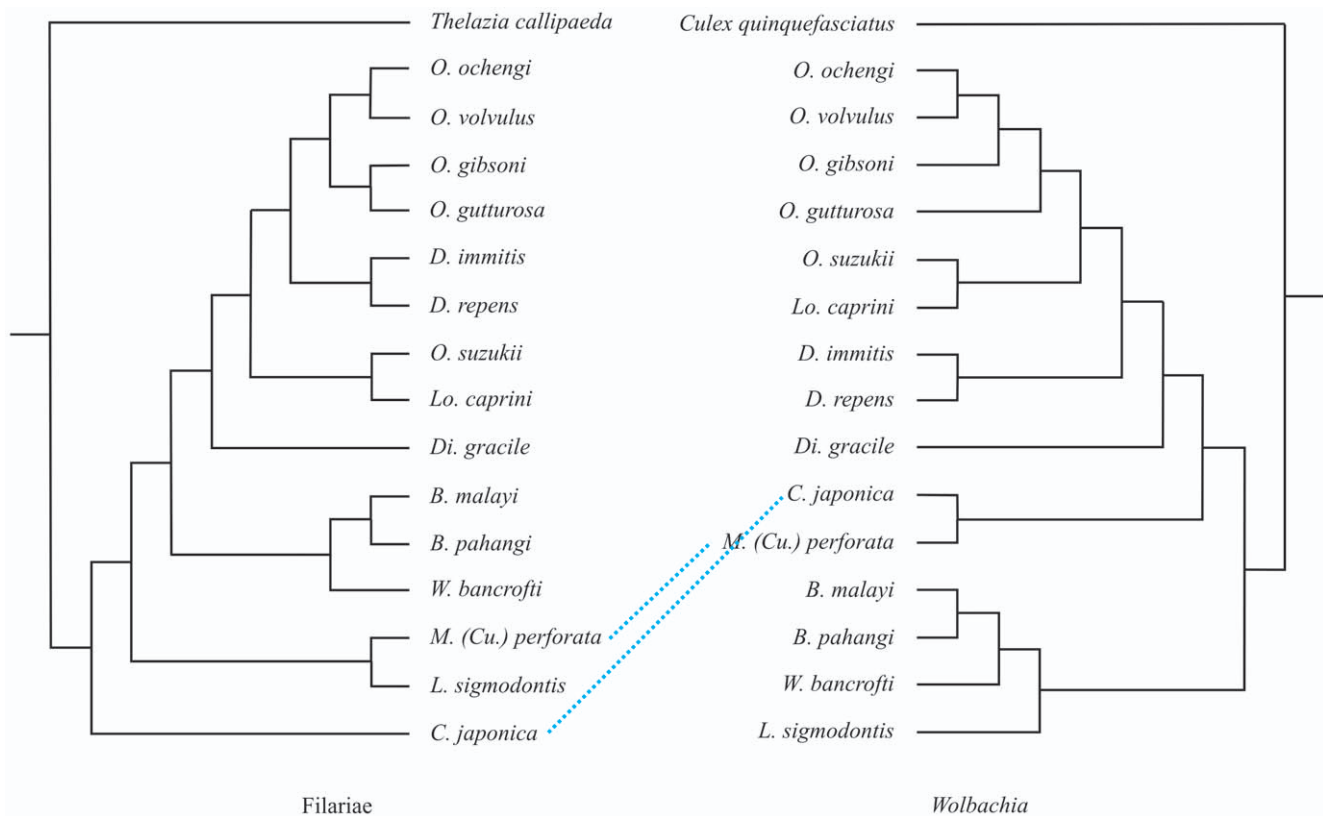 Thelazia callipaeda
O. ochengi
O. volvulus
O. gibsoni
O. gutturosa
D. immitis
D. repens
O. suzukii
Lo. caprini
Di. gracile
B. malayi
B. pahangi
W. bancrofti
M. (Cu.) perforata
L. sigmodontis
C. japonica
Filariae
Culex quinquefasciatus
O. ochengi
O. volvulus
O. gibsoni
O. gutturosa
O. suzukii
Lo. caprini
D. immitis
D. repens
Di. gracile
C. japonica
M. (Cu.) perforata
B. malayi
B. pahangi
W. bancrofti
L. sigmodontis
Wolbachia